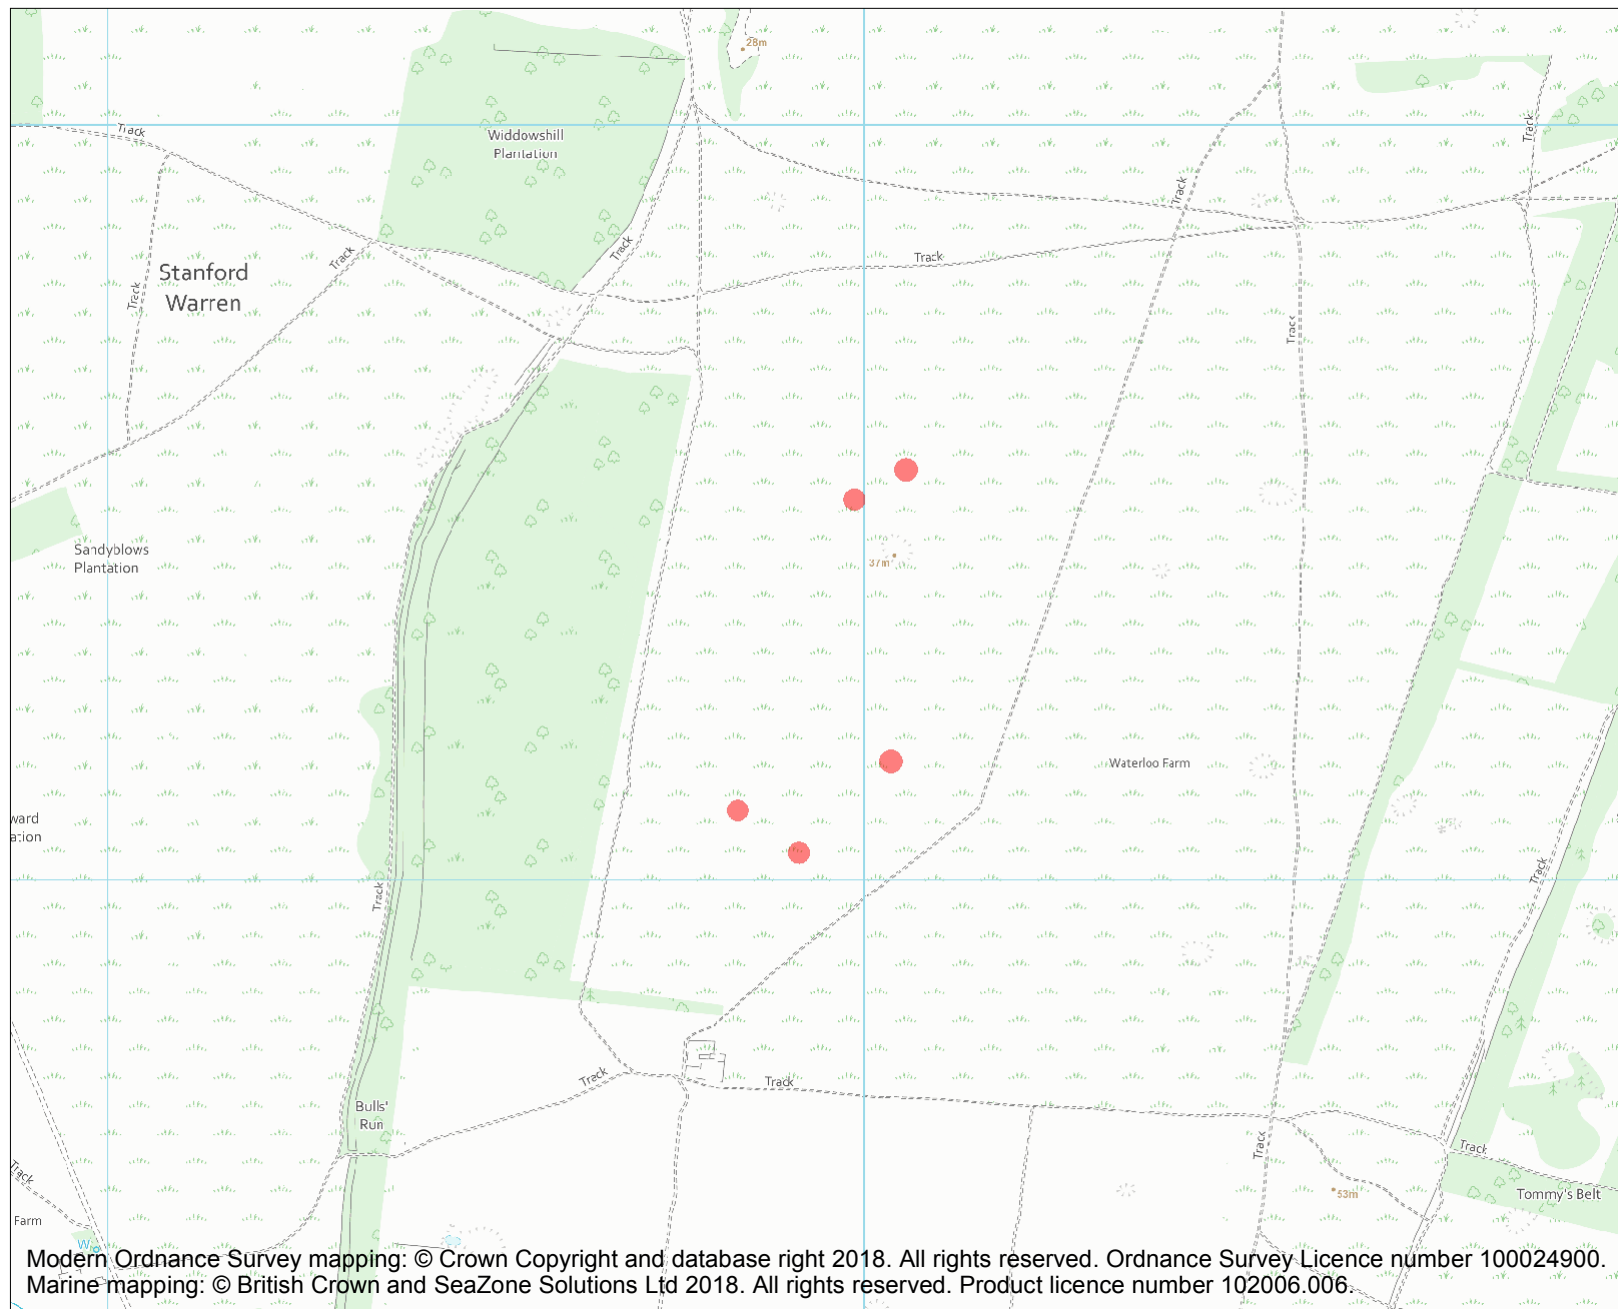 28m
Track
Track
Widdowshill
Plantation
Track
Track
Track
Track
Track
Stanford
Warren
Track
Track
Sandyblows
Plantation
37m
Waterloo Farm
ward
ation
Track
Track
Bulls'
Run
Track
Track
Track
Track
Track
53m
Tommy's Belt
Farm
W
Modern Ordnance Survey mapping: © Crown Copyright and database right 2018. All rights reserved. Ordnance Survey Licence number 100024900.
Marine mapping: © British Crown and SeaZone Solutions Ltd 2018. All rights reserved. Product licence number 102006.006.